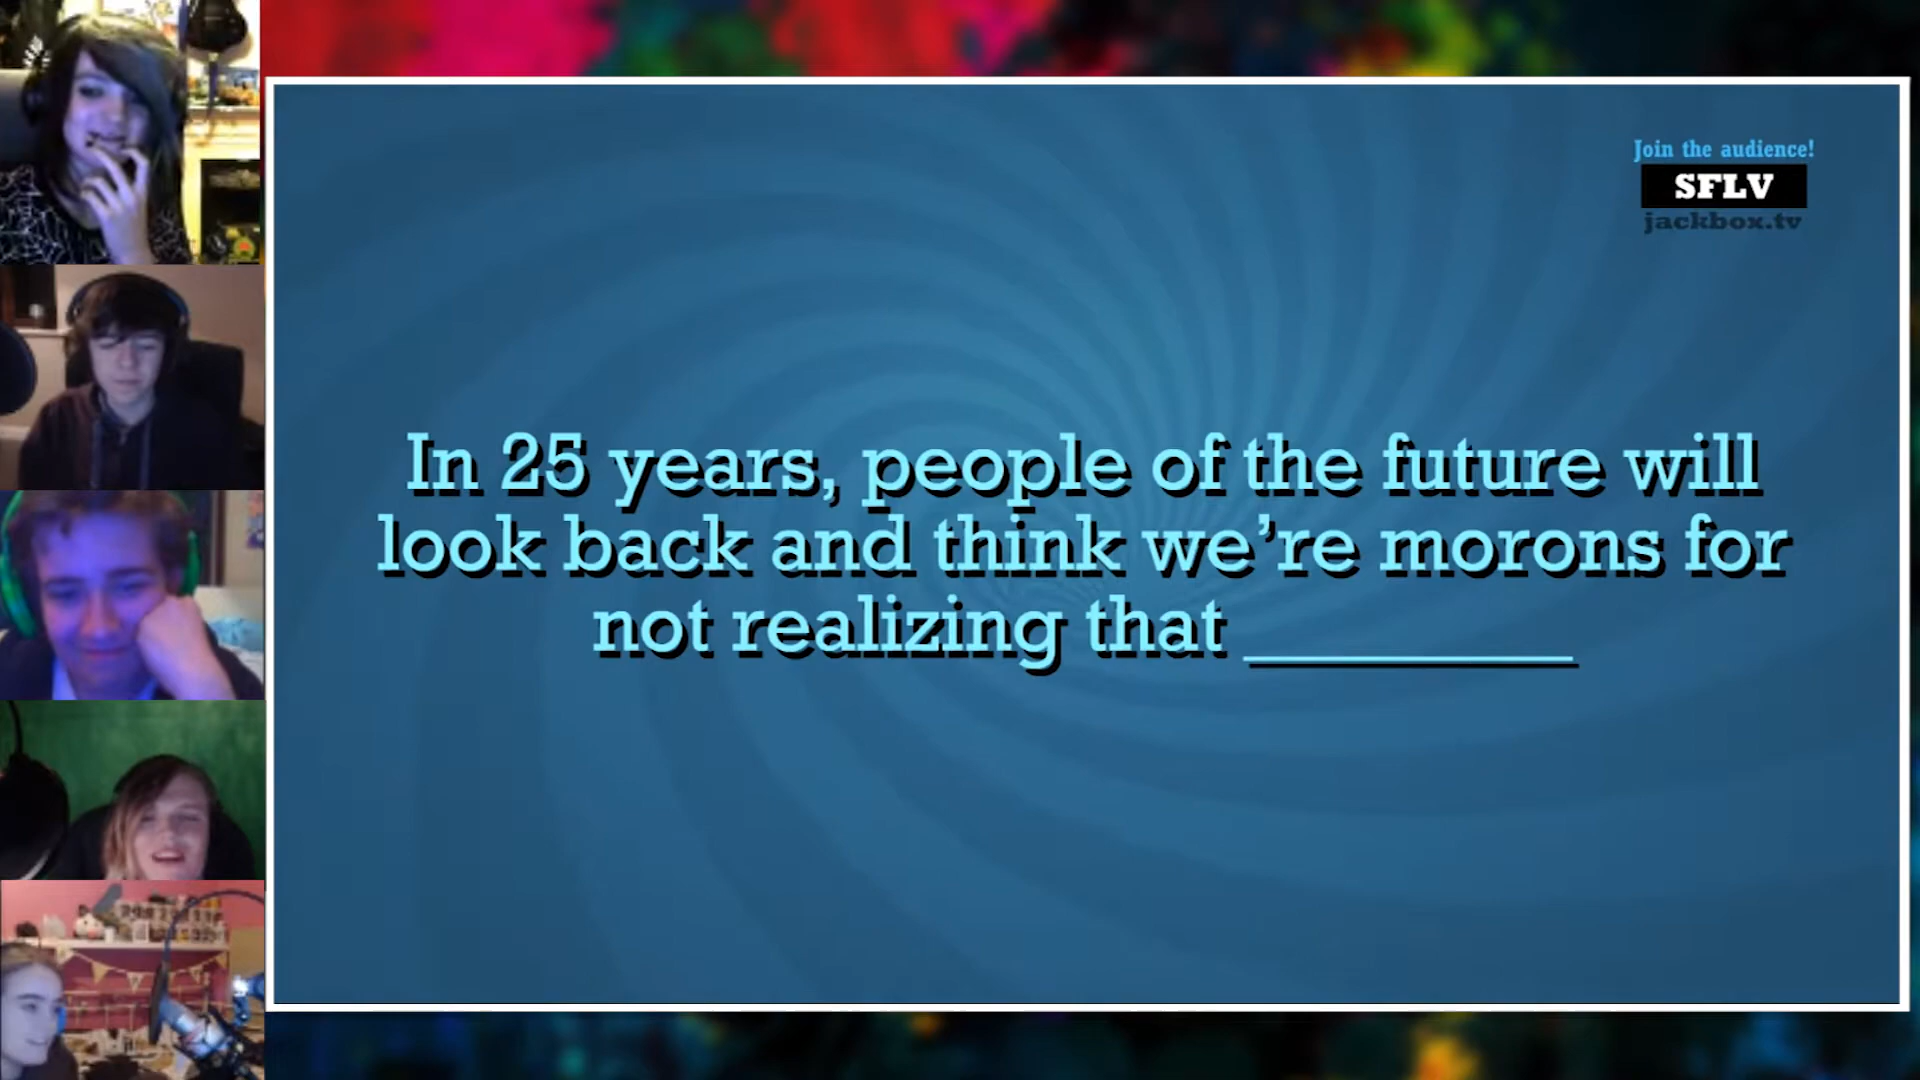 Join the audience!
SFLV
jackbox.tv
In 25 years, people of the future will
look back and think we're morons for
not realizing that ________